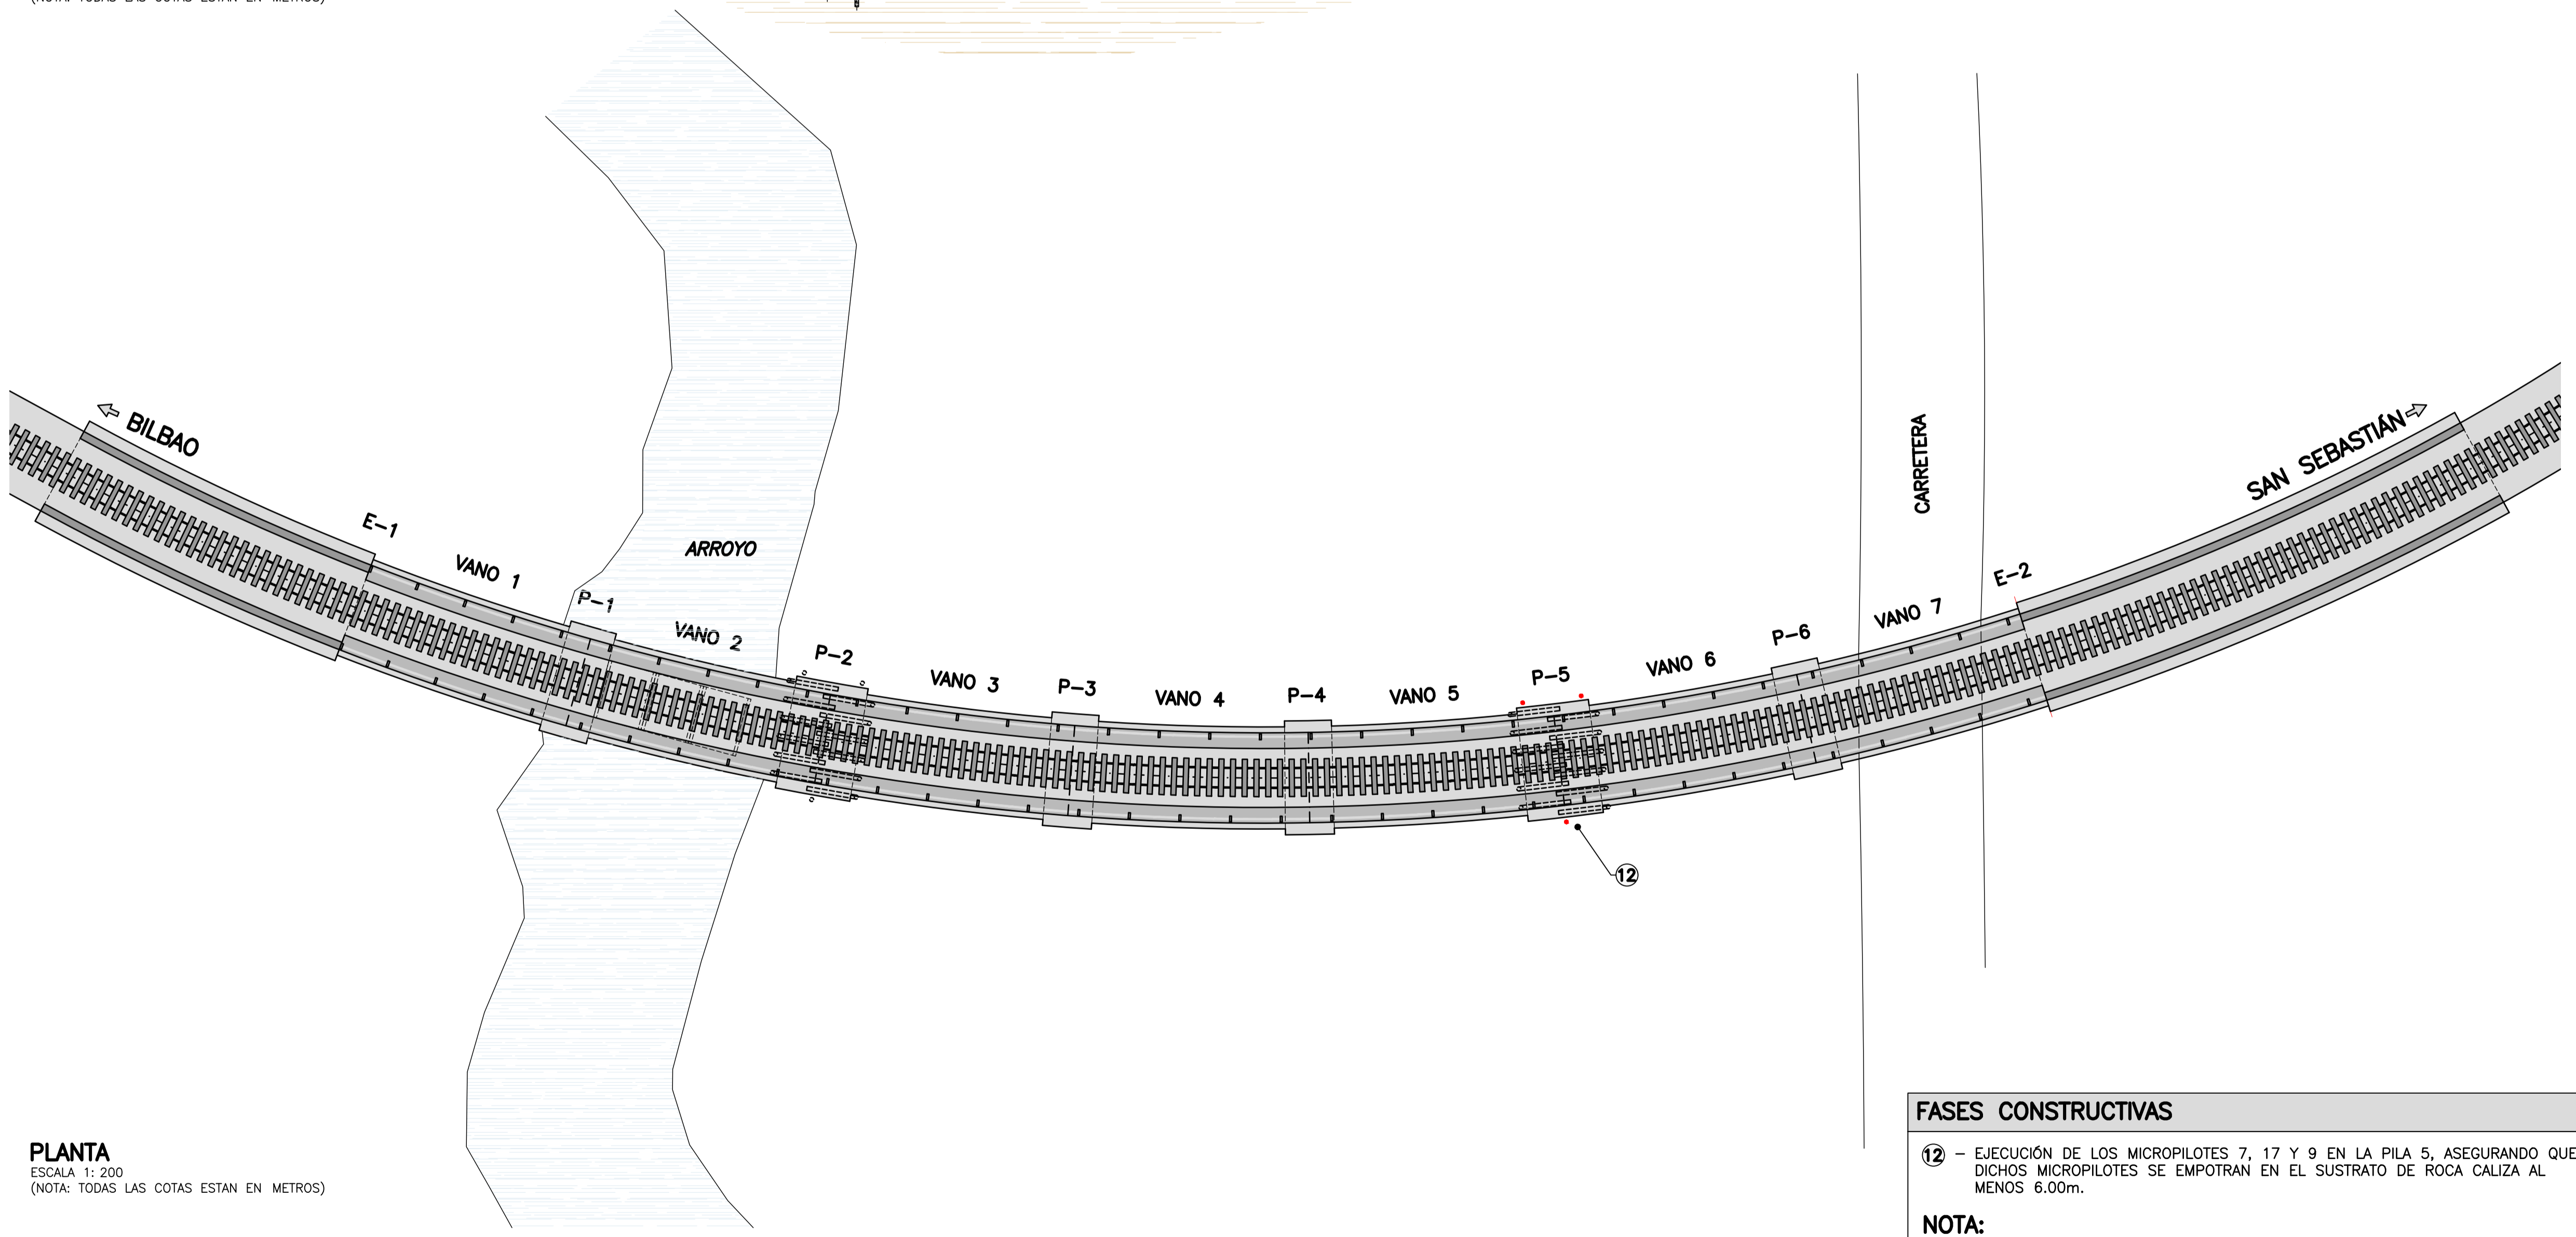 (NOTA: TODAS LAS COTAS ESTAN EN METROS)
BILBAO
SAN SEBASTIÁN
E-1
VANO 1
P-1
ARROYO
VANO 2
P-2
VANO 3
P-3
VANO 4
P-4
VANO 5
P-5
VANO 6
P-6
CARRETERA
VANO 7
E-2
12
PLANTA
ESCALA 1: 200
(NOTA: TODAS LAS COTAS ESTAN EN METROS)
FASES CONSTRUCTIVAS
12 – EJECUCIÓN DE LOS MICROPILOTES 7, 17 Y 9 EN LA PILA 5, ASEGURANDO QUE
DICHOS MICROPILOTES SE EMPOTRAN EN EL SUSTRATO DE ROCA CALIZA AL
MENOS 6.00m.
NOTA: